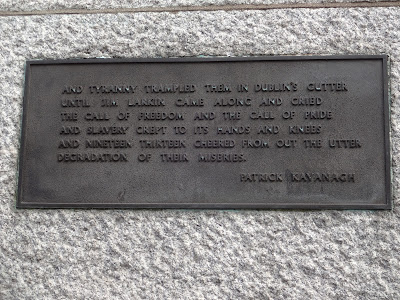 AND TYRANNY TRAMPLED THEM IN DUBLIN'S GUTTER
UNTIL JIM LARKIN CAME ALONG AND CRIED
THE CALL OF FREEDOM AND THE CALL OF PRIDE
AND SLAVERY CREPT TO ITS HANDS AND KNEES
AND NINETEEN THIRTEEN CHEERED FROM OUT THE UTTER
DEGRADATION OF THEIR MISERIES.
PATRICK KAVANAGH